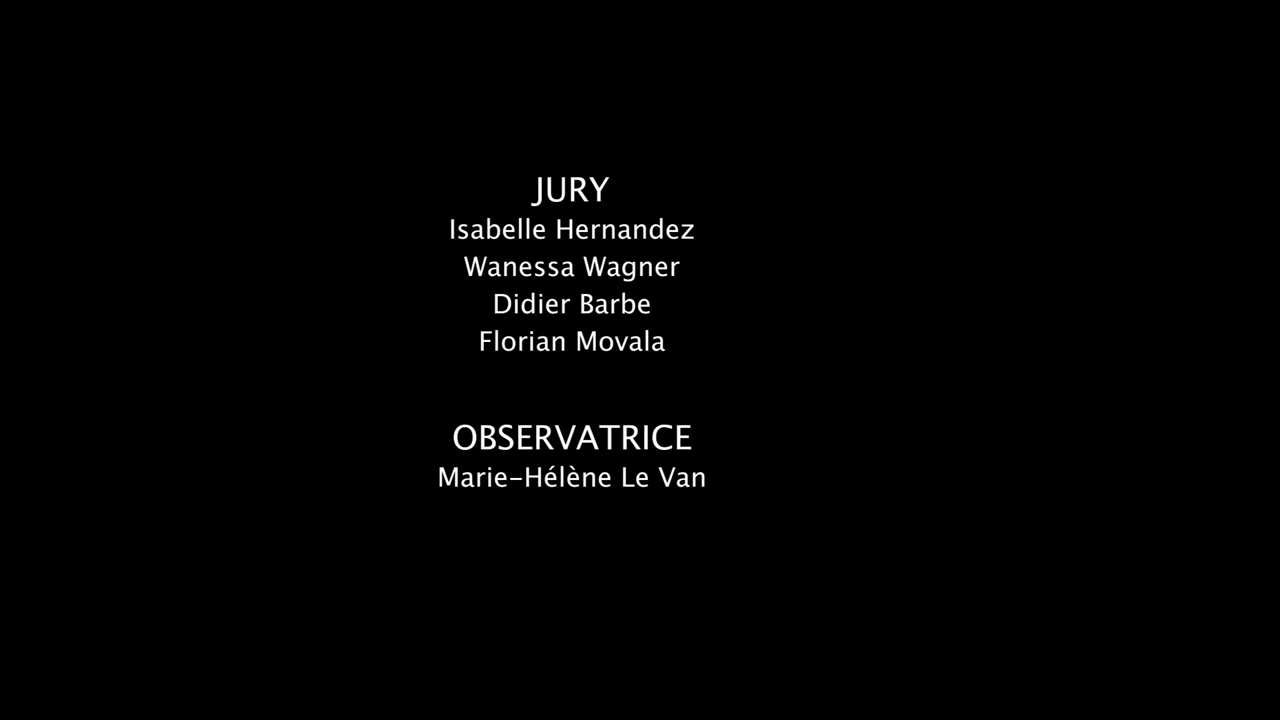 JURY
Isabelle Hernandez
Wanessa Wagner
Didier Barbe
Florian Movala
OBSERVATRICE
Marie-Hélène Le Van